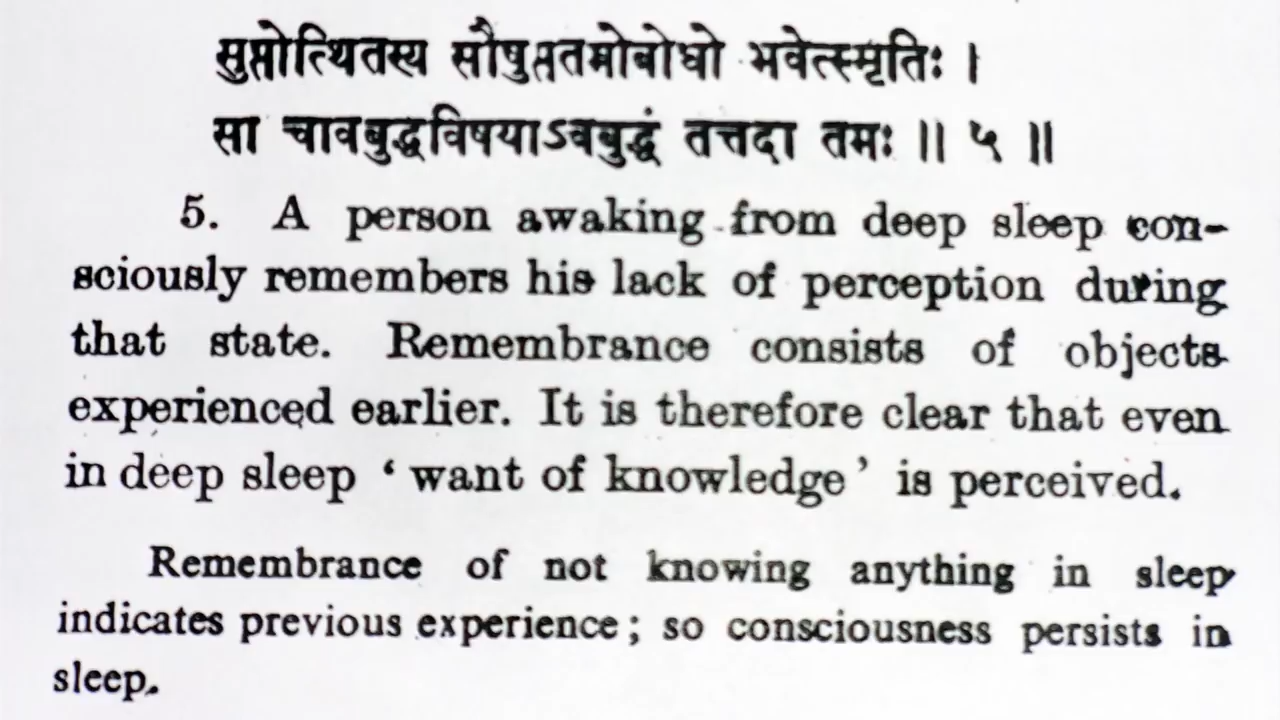 सुप्तोत्थितस्य सौषुप्ततमोबोधो भवेत्स्मृतिः ।
सा चावबुद्धविषयाऽवबुद्धं तत्तदा तमः ॥ ५ ॥
5. A person awaking from deep sleep con-
sciously remembers his lack of perception during
that state. Remembrance consists of objects
experienced earlier. It is therefore clear that even
in deep sleep ‘ want of knowledge ’ is perceived.
Remembrance of not knowing anything in sleep
indicates previous experience ; so consciousness persists in
sleep.